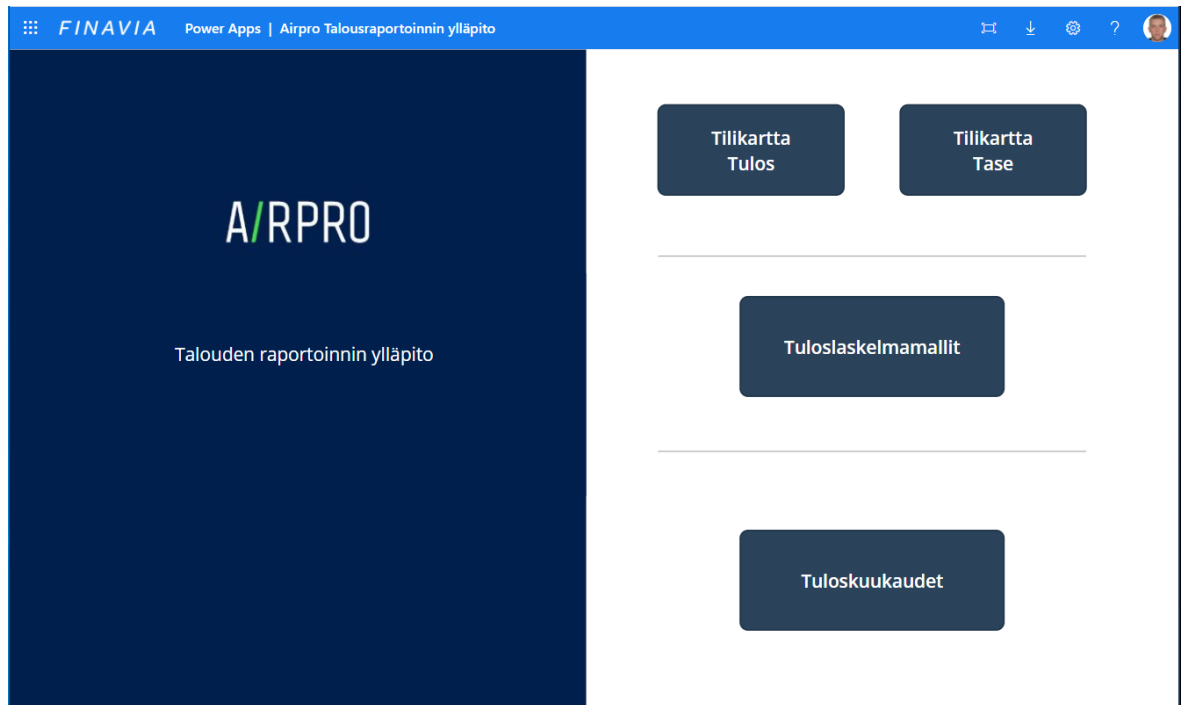 FINAVIA Power Apps | Airpro Talousraportoinnin ylläpito ?
A/RPRO
Talouden raportoinnin ylläpito
Tilikartta
Tulos
Tilikartta
Tase
Tuloslaskelmamallit
Tuloskuukaudet